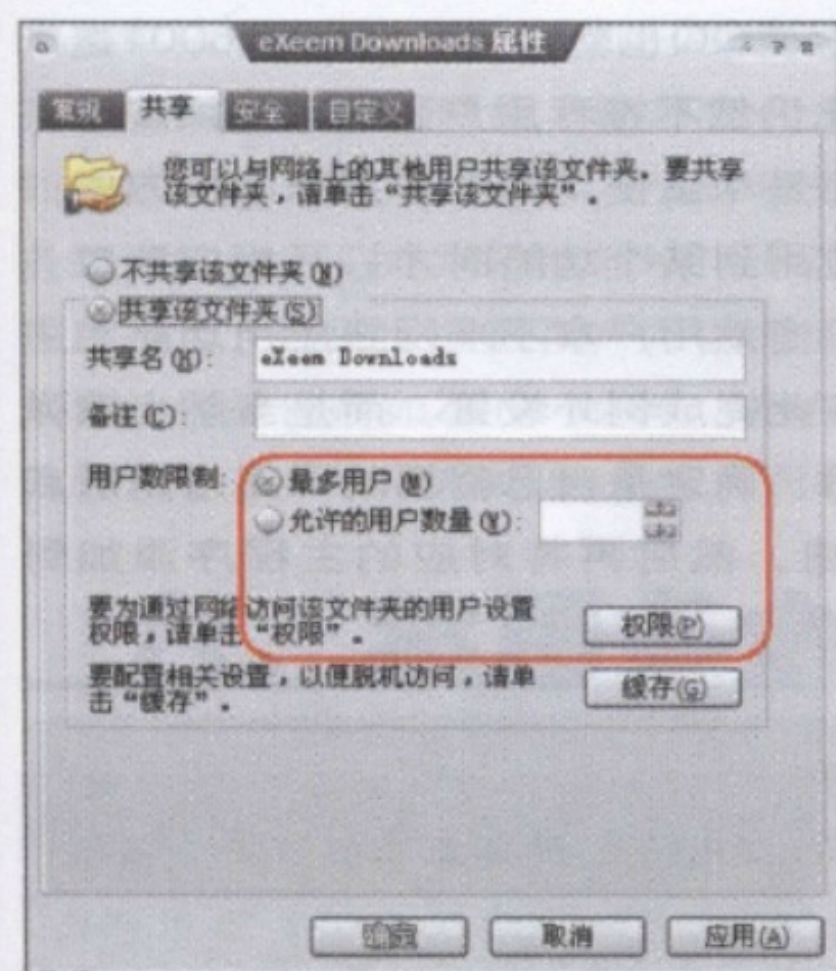 eXeem Downloads 属性
常规 共享 安全 自定义
您可以与网络上的其他用户共享该文件夹。要共享
该文件夹，请单击“共享该文件夹”。
不共享该文件夹(N)
共享该文件夹(S)
共享名(H): eXeem Downloads
备注(C):
用户数限制: 最多用户(M)
允许的用户数量(W):
要为通过网络访问该文件夹的用户设置
权限，请单击“权限”。 权限(P)
要配置相关设置，以便脱机访问，请单
击“缓存”。 缓存(G)
确定 取消 应用(A)